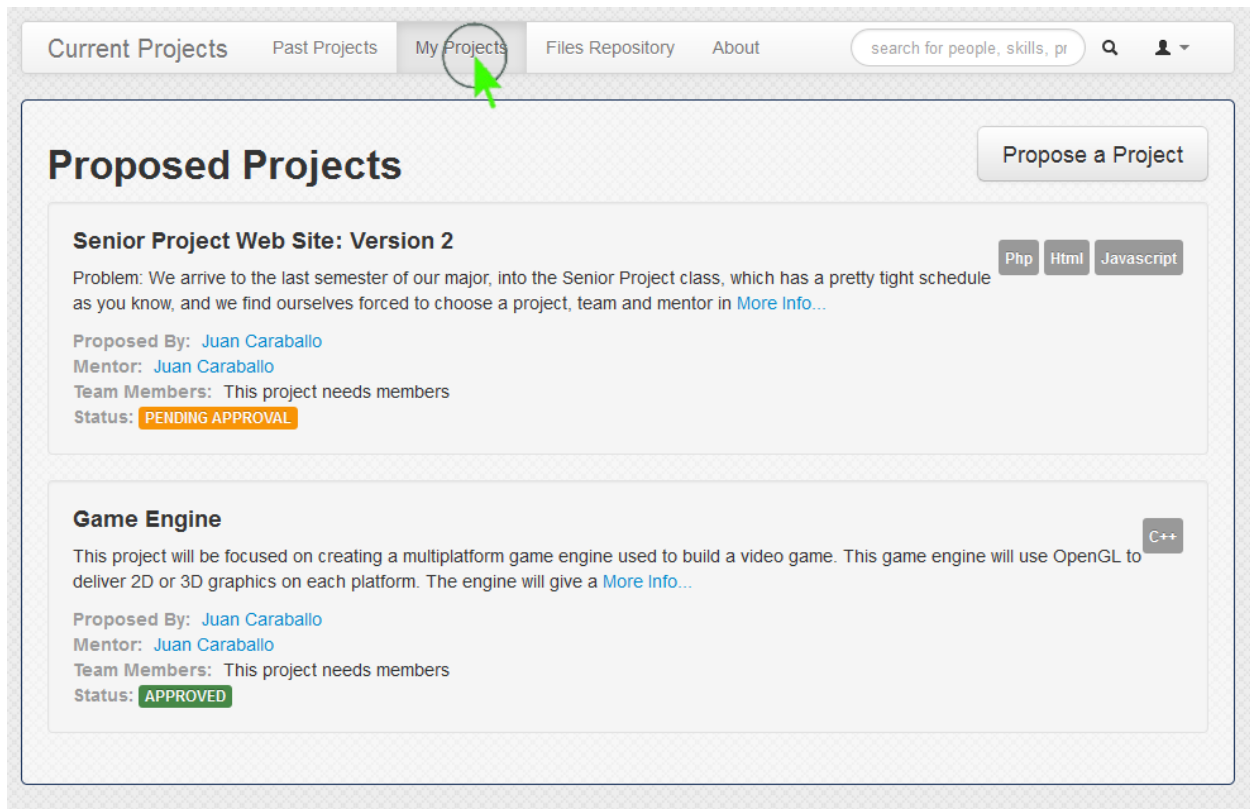 Current Projects Past Projects My Projects Files Repository About search for people, skills, pr
Proposed Projects
Propose a Project
Senior Project Web Site: Version 2
Php Html Javascript
Problem: We arrive to the last semester of our major, into the Senior Project class, which has a pretty tight schedule
as you know, and we find ourselves forced to choose a project, team and mentor in More Info...
Proposed By: Juan Caraballo
Mentor: Juan Caraballo
Team Members: This project needs members
Status: PENDING APPROVAL
Game Engine
C++
This project will be focused on creating a multiplatform game engine used to build a video game. This game engine will use OpenGL to
deliver 2D or 3D graphics on each platform. The engine will give a More Info...
Proposed By: Juan Caraballo
Mentor: Juan Caraballo
Team Members: This project needs members
Status: APPROVED